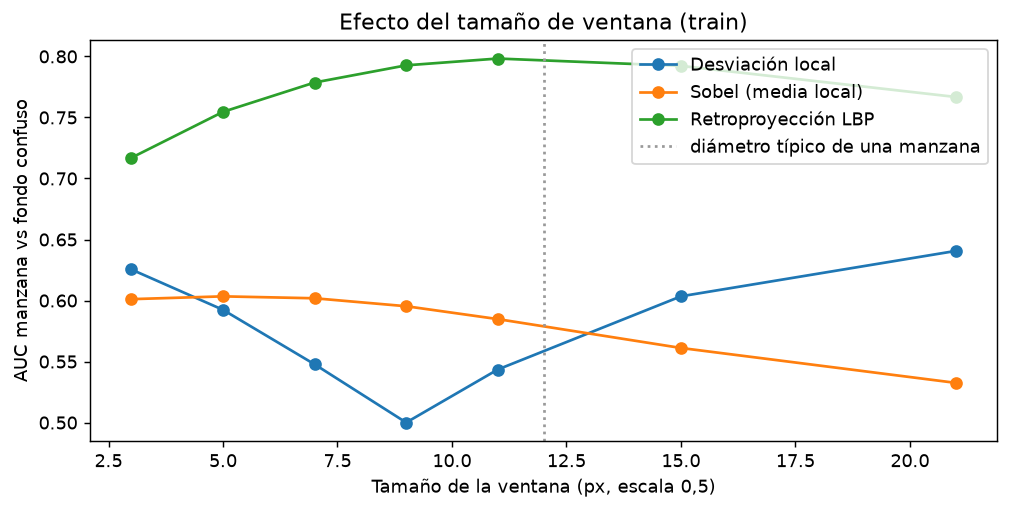 Efecto del tamaño de ventana (train)
AUC manzana vs fondo confuso
0.80
0.75
0.70
0.65
0.60
0.55
0.50
Desviación local
Sobel (media local)
Retroproyección LBP
diámetro típico de una manzana
2.5 5.0 7.5 10.0 12.5 15.0 17.5 20.0
Tamaño de la ventana (px, escala 0,5)